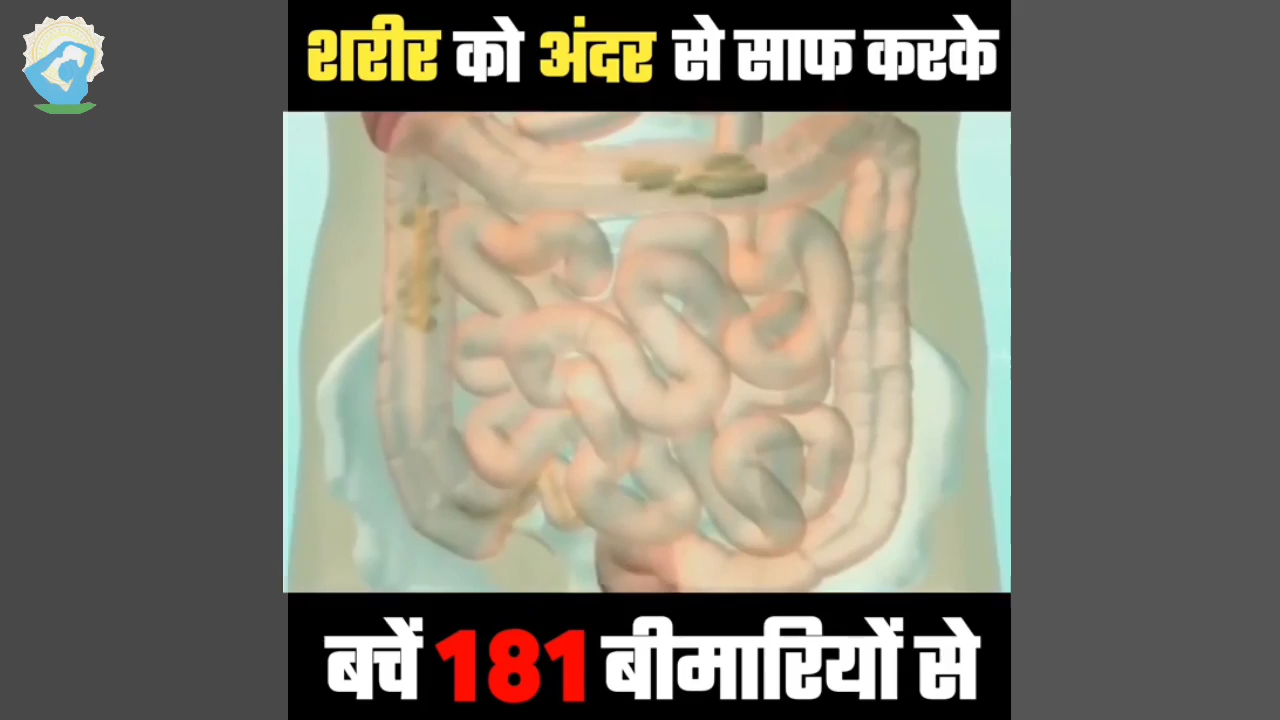 शरीर को अंदर से साफ करके
बचें 181 बीमारियों से